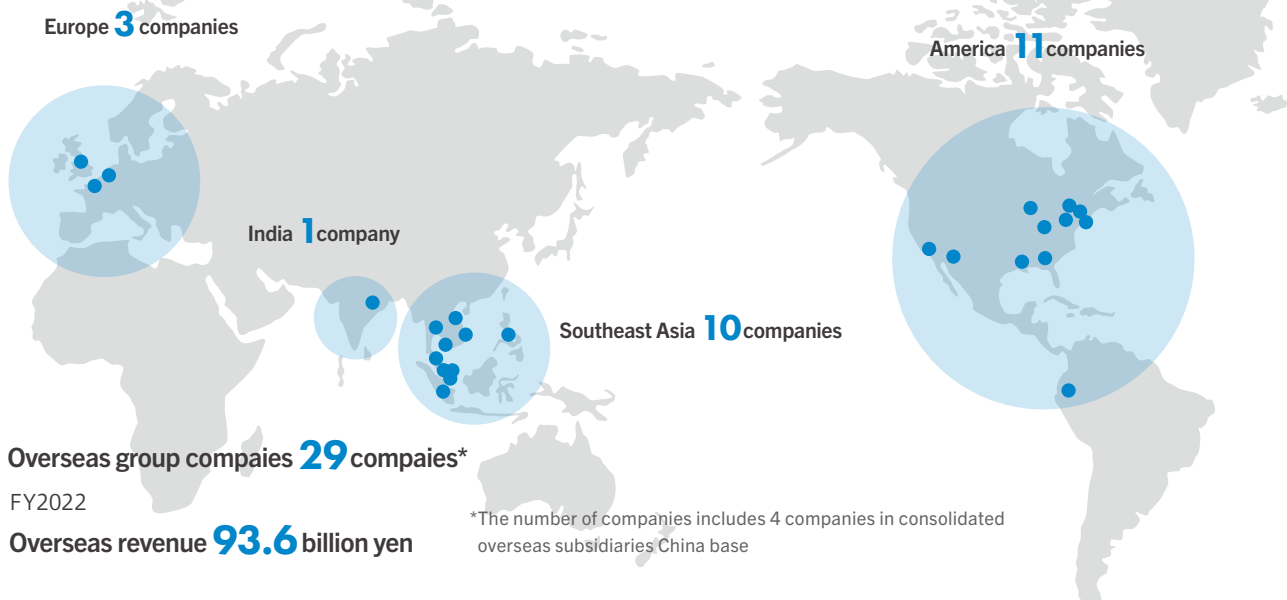 Europe 3 companies
America 11 companies
India 1 company
Southeast Asia 10 companies
Overseas group compaies 29 compaies*
FY2022
Overseas revenue 93.6 billion yen
*The number of companies includes 4 companies in consolidated
overseas subsidiaries China base